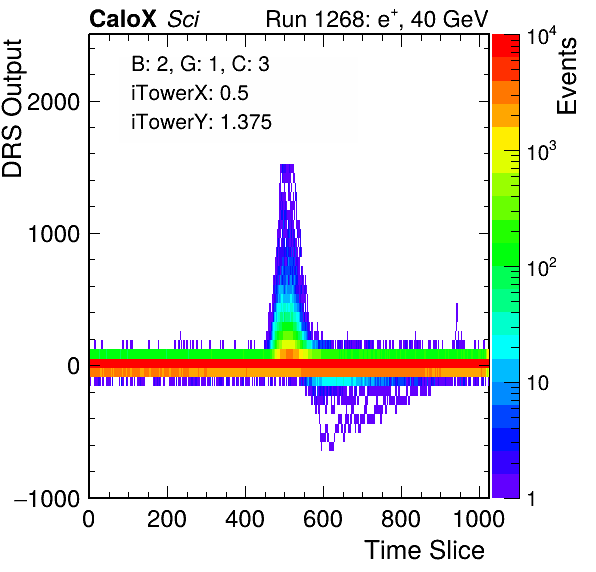 CaloX Sci
Run 1268: e⁺, 40 GeV
B: 2, G: 1, C: 3
iTowerX: 0.5
iTowerY: 1.375
DRS Output
2000
1000
0
−1000
0
200
400
600
800
1000
Time Slice
Events
10⁴
10³
10²
10
1